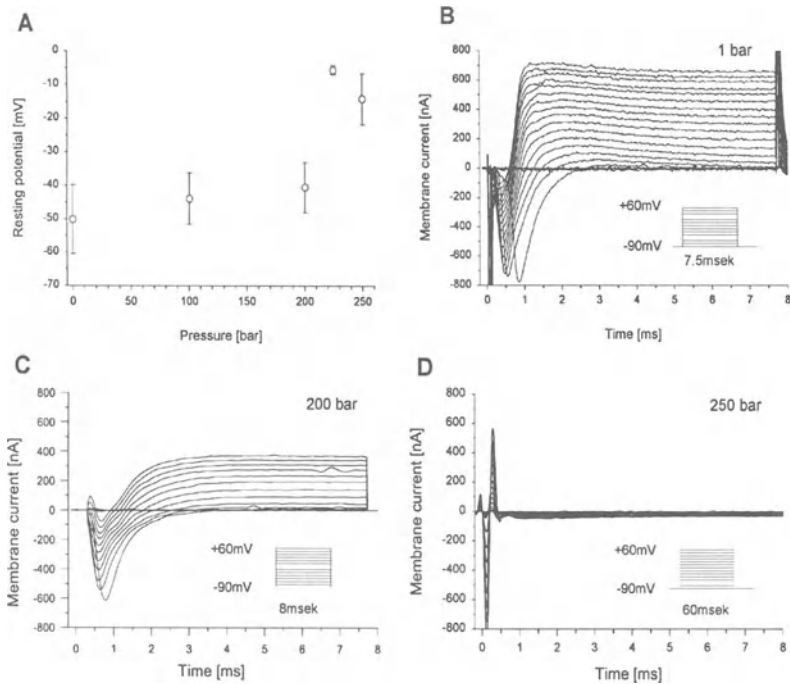 A
Resting potential [mV]
0
-10
-20
-30
-40
-50
-60
-70
0 50 100 150 200 250
Pressure [bar]
B
1 bar
Membrane current [nA]
800
600
400
200
0
-200
-400
-600
-800
+60mV
-90mV
7.5msek
0 1 2 3 4 5 6 7 8
Time [ms]
C
200 bar
Membrane current [nA]
800
600
400
200
0
-200
-400
-600
-800
+60mV
-90mV
8msek
0 1 2 3 4 5 6 7 8
Time [ms]
D
250 bar
Membrane current [nA]
800
600
400
200
0
-200
-400
-600
-800
+60mV
-90mV
60msek
0 1 2 3 4 5 6 7 8
Time [ms]